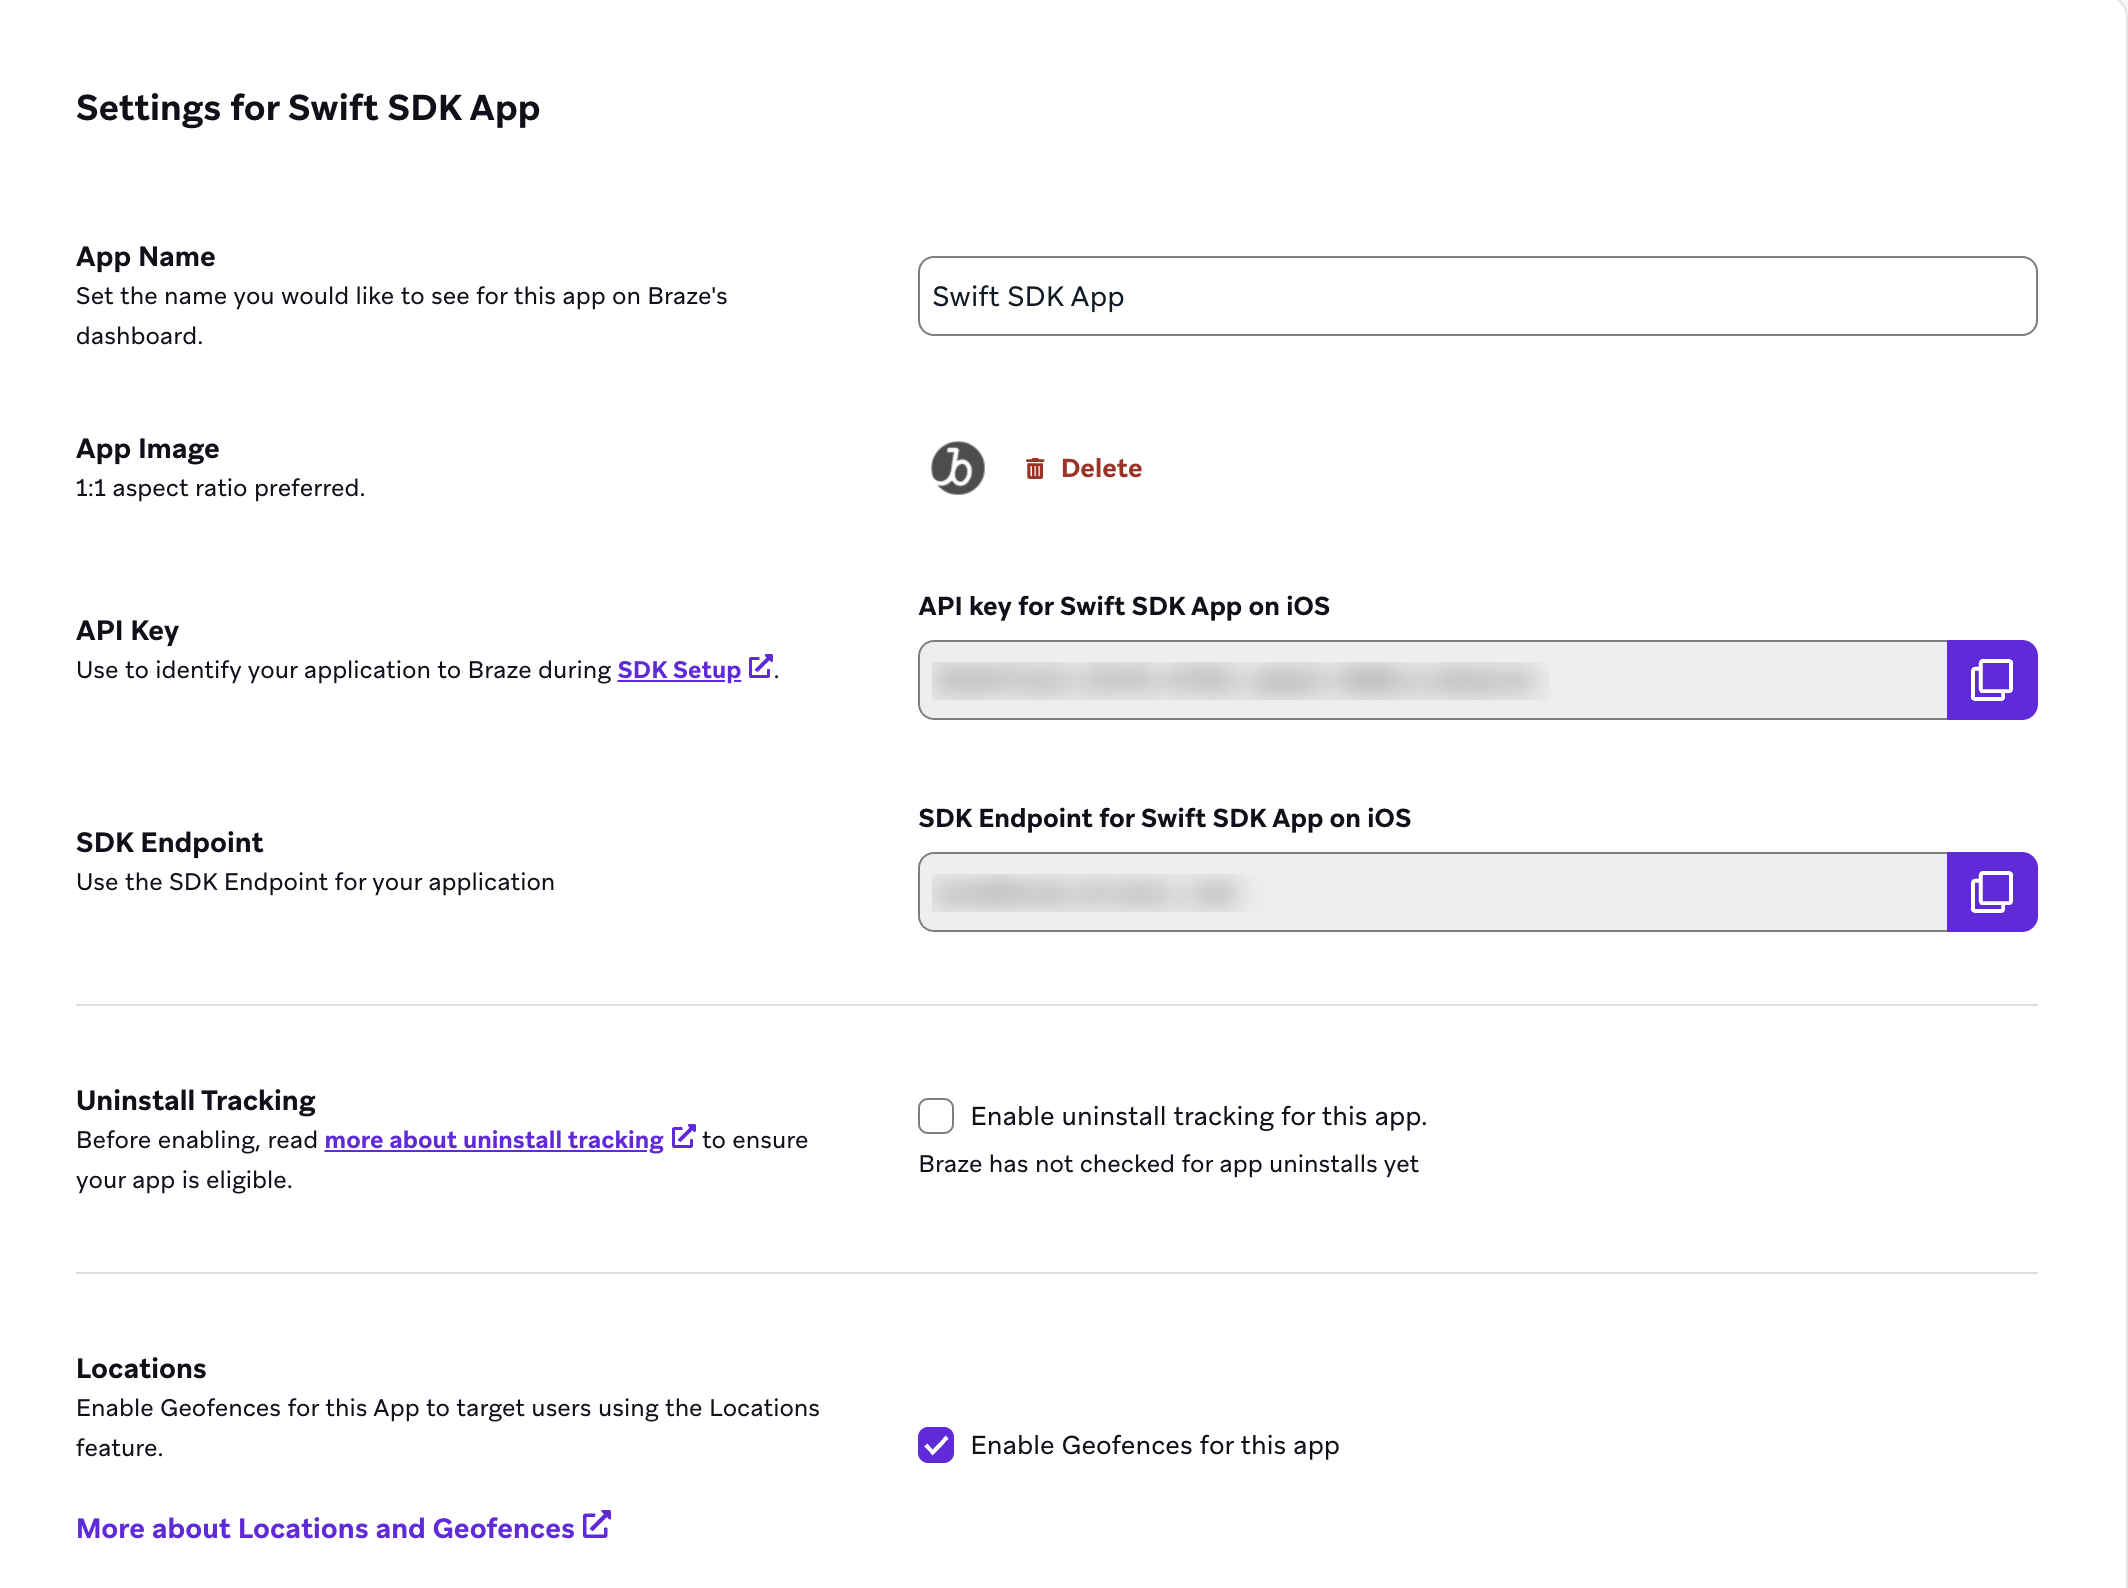 Settings for Swift SDK App
App Name
Set the name you would like to see for this app on Braze's
dashboard.
Swift SDK App
App Image
1:1 aspect ratio preferred.
Delete
API Key
Use to identify your application to Braze during SDK Setup.
API key for Swift SDK App on iOS
SDK Endpoint
Use the SDK Endpoint for your application
SDK Endpoint for Swift SDK App on iOS
Uninstall Tracking
Before enabling, read more about uninstall tracking to ensure
your app is eligible.
Enable uninstall tracking for this app.
Braze has not checked for app uninstalls yet
Locations
Enable Geofences for this App to target users using the Locations
feature.
Enable Geofences for this app
More about Locations and Geofences